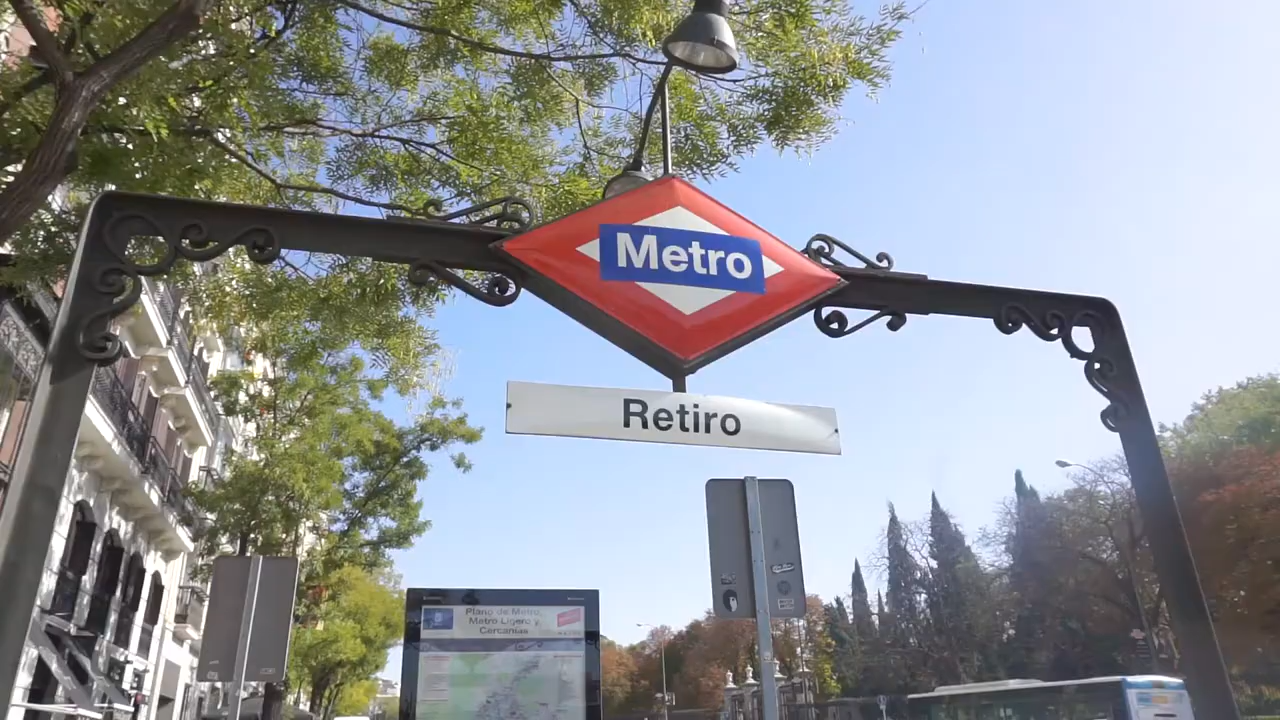 Metro
Retiro
Plano de Metro,
Metro Ligero y
Cercanías